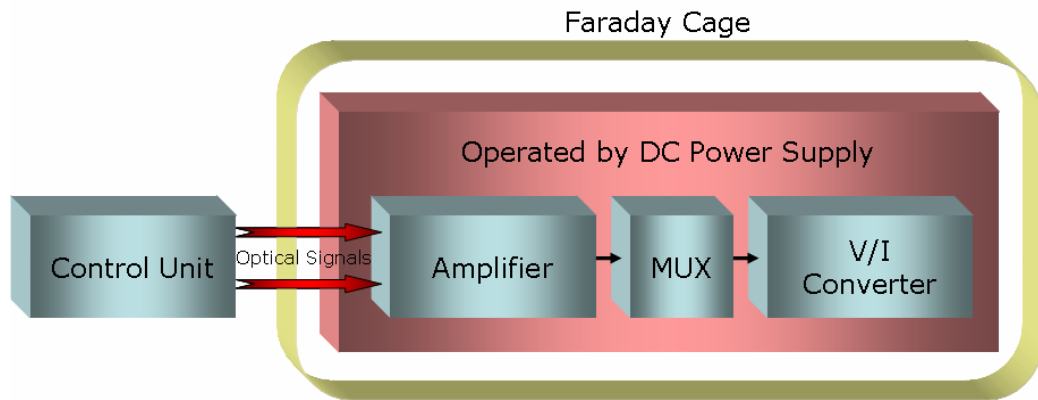 Faraday Cage
Operated by DC Power Supply
Control Unit
Optical Signals
Amplifier
MUX
V/I
Converter